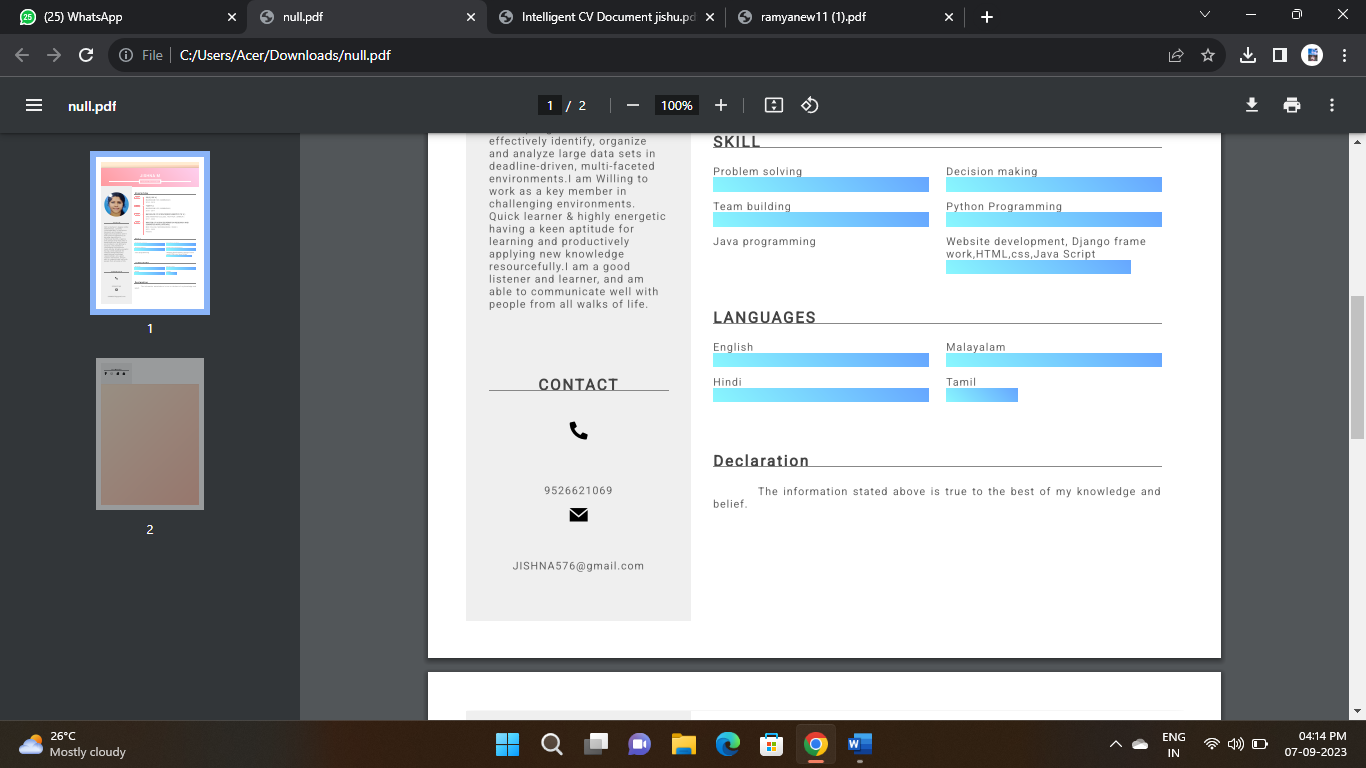 (25) WhatsApp
null.pdf
Intelligent CV Document jishu.pd
ramyanew11 (1).pdf
File
C:/Users/Acer/Downloads/null.pdf
null.pdf
1 / 2
100%
1
2
effectively identify, organize
and analyze large data sets in
deadline-driven, multi-faceted
environments.I am Willing to
work as a key member in
challenging environments.
Quick learner & highly energetic
having a keen aptitude for
learning and productively
applying new knowledge
resourcefully.I am a good
listener and learner, and am
able to communicate well with
people from all walks of life.
CONTACT
9526621069
JISHNA576@gmail.com
SKILL
Problem solving
Decision making
Team building
Python Programming
Java programming
Website development, Django frame
work,HTML,css,Java Script
LANGUAGES
English
Malayalam
Hindi
Tamil
Declaration
The information stated above is true to the best of my knowledge and
belief.
26°C
Mostly cloudy
ENG
IN
04:14 PM
07-09-2023